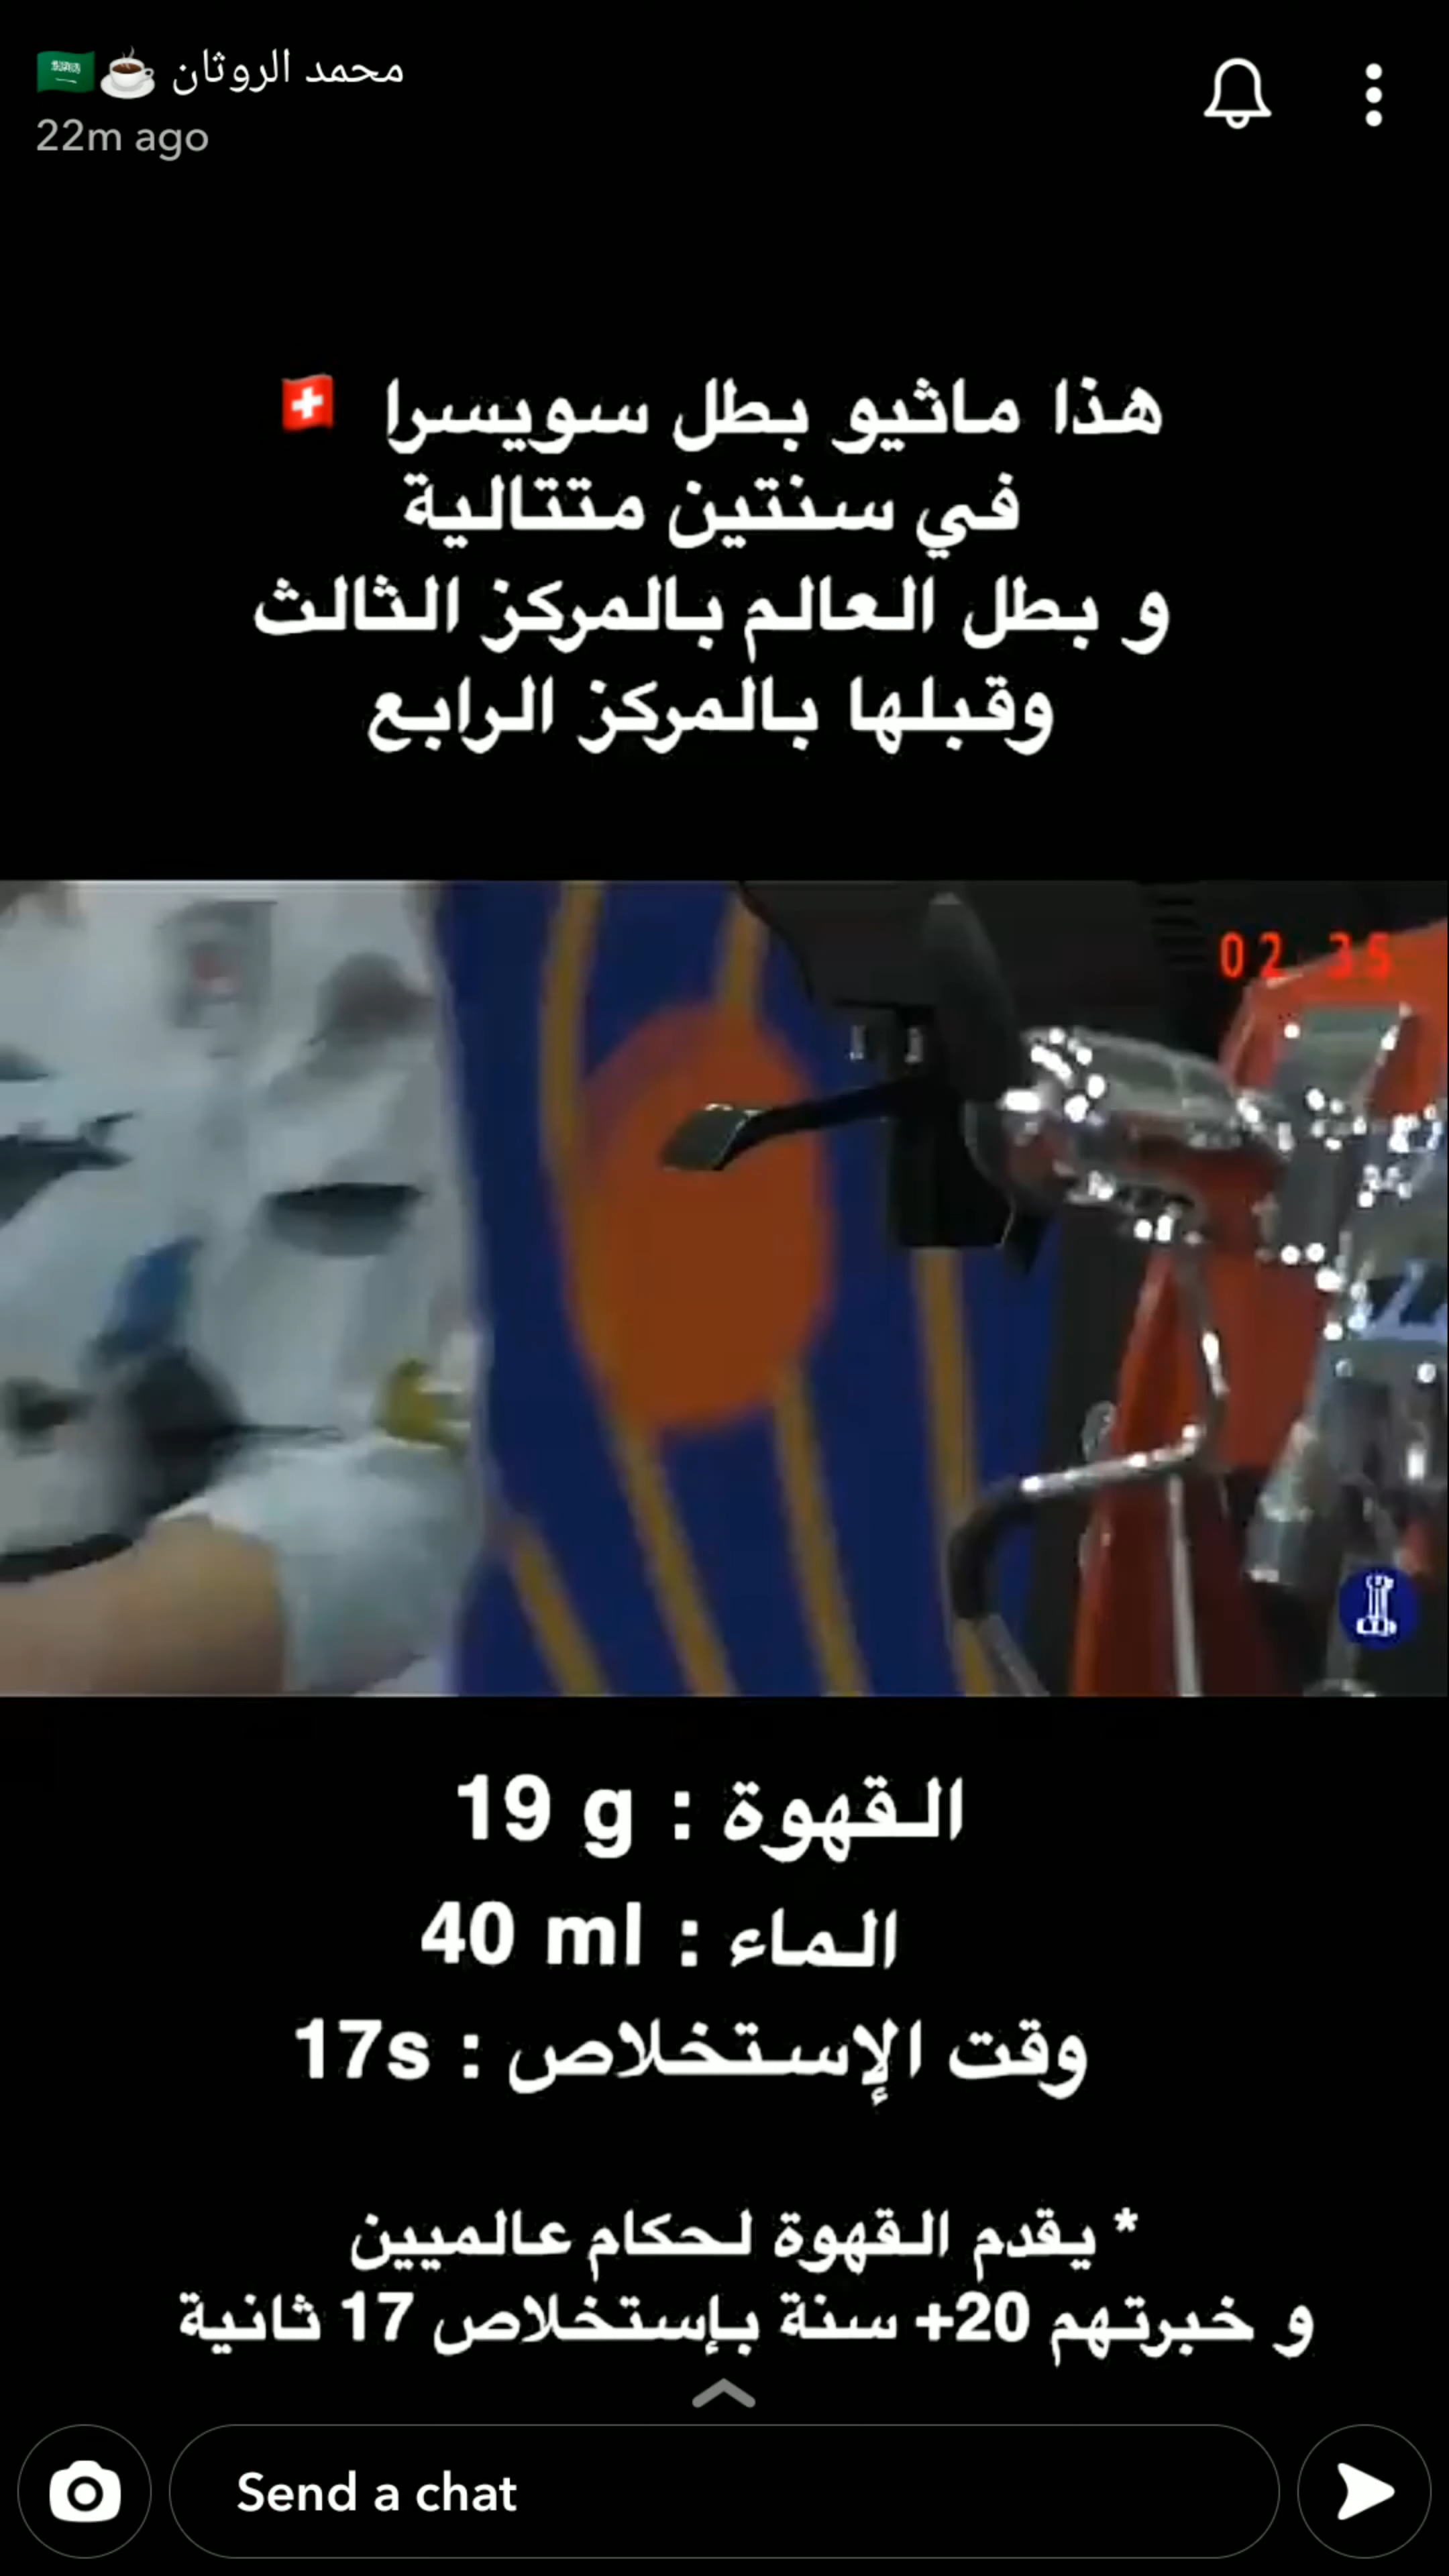 محمد الروثان ☕🇸🇦
22m ago
هذا ماثيو بطل سويسرا 🇨🇭
في سنتين متتالية
و بطل العالم بالمركز الثالث
وقبلها بالمركز الرابع
02 35
القهوة : 19 g
الماء : 40 ml
وقت الإستخلاص : 17s
* يقدم القهوة لحكام عالميين
و خبرتهم 20+ سنة بإستخلاص 17 ثانية
Send a chat